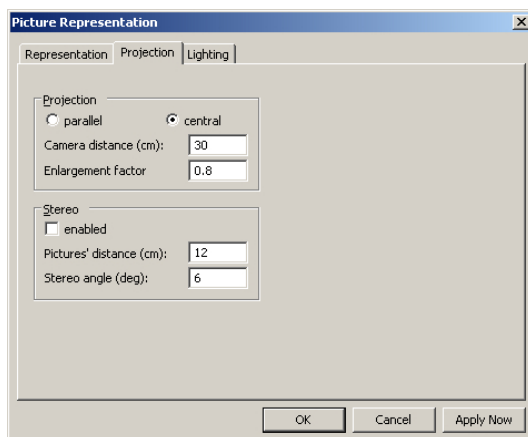 Picture Representation
Representation Projection Lighting
Projection
parallel central
Camera distance (cm): 30
Enlargement factor 0.8
Stereo
enabled
Pictures' distance (cm): 12
Stereo angle (deg): 6
OK Cancel Apply Now